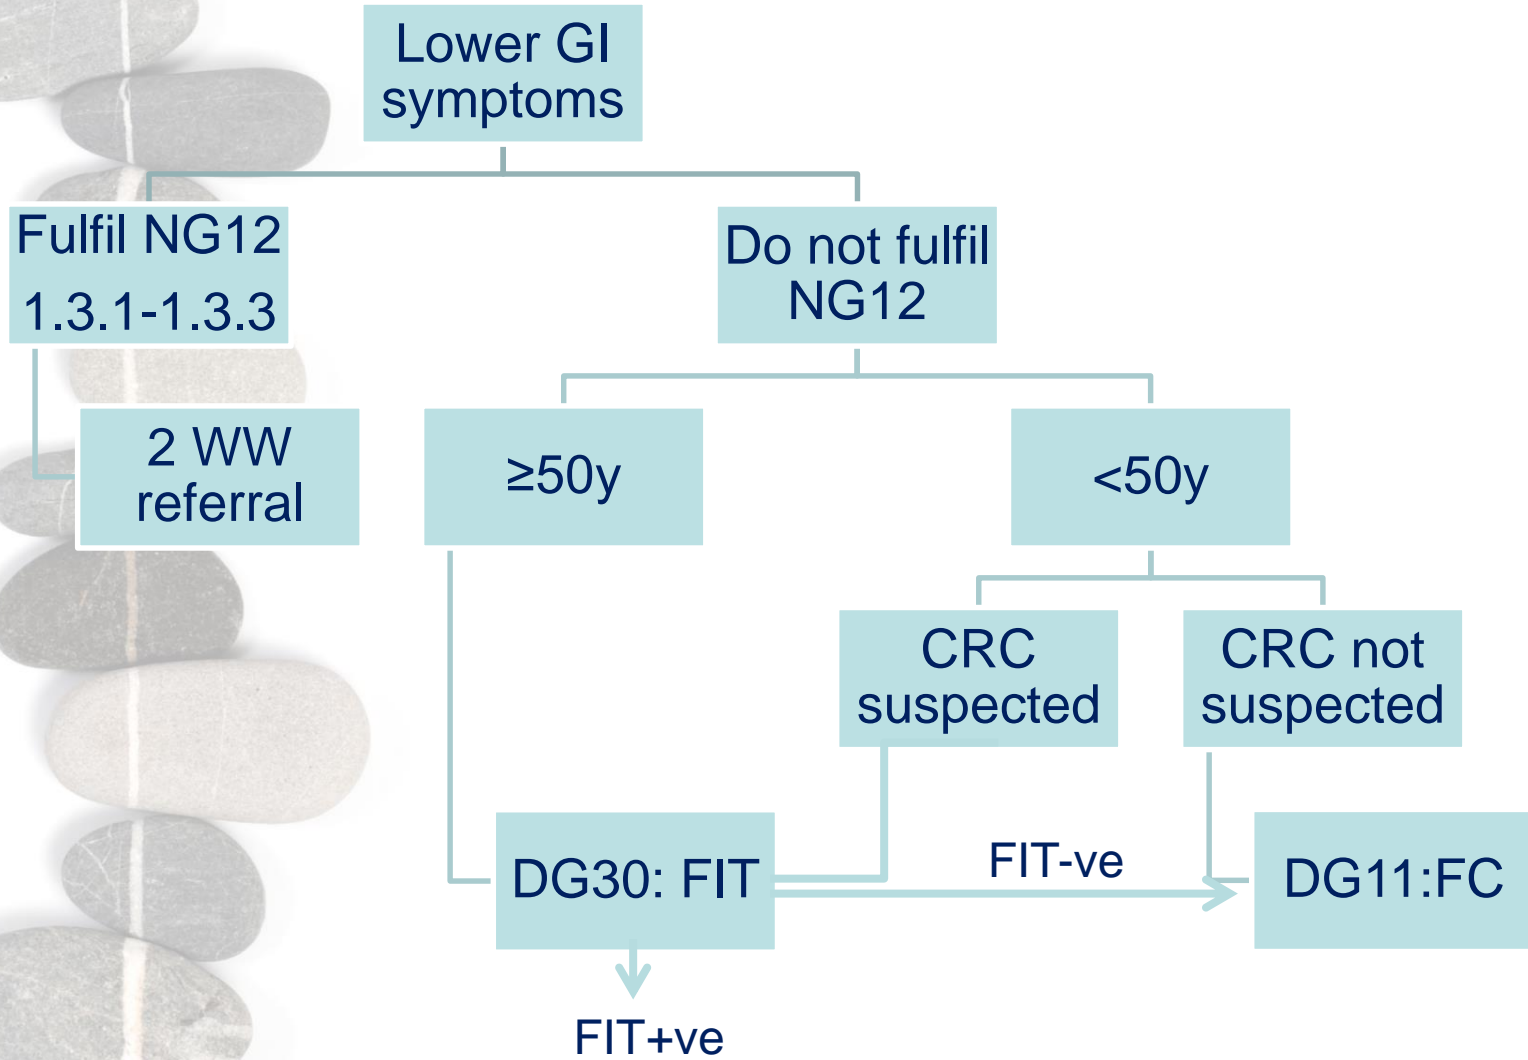 Lower GI
symptoms
Fulfil NG12
1.3.1-1.3.3
Do not fulfil
NG12
2 WW
referral
≥50y
<50y
CRC
suspected
CRC not
suspected
DG30: FIT
FIT-ve
DG11:FC
FIT+ve